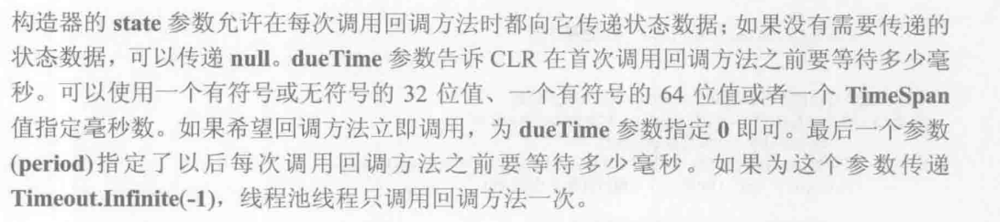 构造器的 state 参数允许在每次调用回调方法时都向它传递状态数据；如果没有需要传递的
状态数据，可以传递 null。dueTime 参数告诉 CLR 在首次调用回调方法之前要等待多少毫
秒。可以使用一个有符号或无符号的 32 位值、一个有符号的 64 位值或者一个 TimeSpan
值指定毫秒数。如果希望回调方法立即调用，为 dueTime 参数指定 0 即可。最后一个参数
(period)指定了以后每次调用回调方法之前要等待多少毫秒。如果为这个参数传递
Timeout.Infinite(-1)，线程池线程只调用回调方法一次。